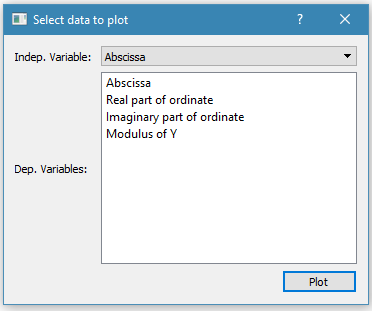 Select data to plot
?
Indep. Variable:
Abscissa
Abscissa
Real part of ordinate
Imaginary part of ordinate
Modulus of Y
Dep. Variables:
Plot